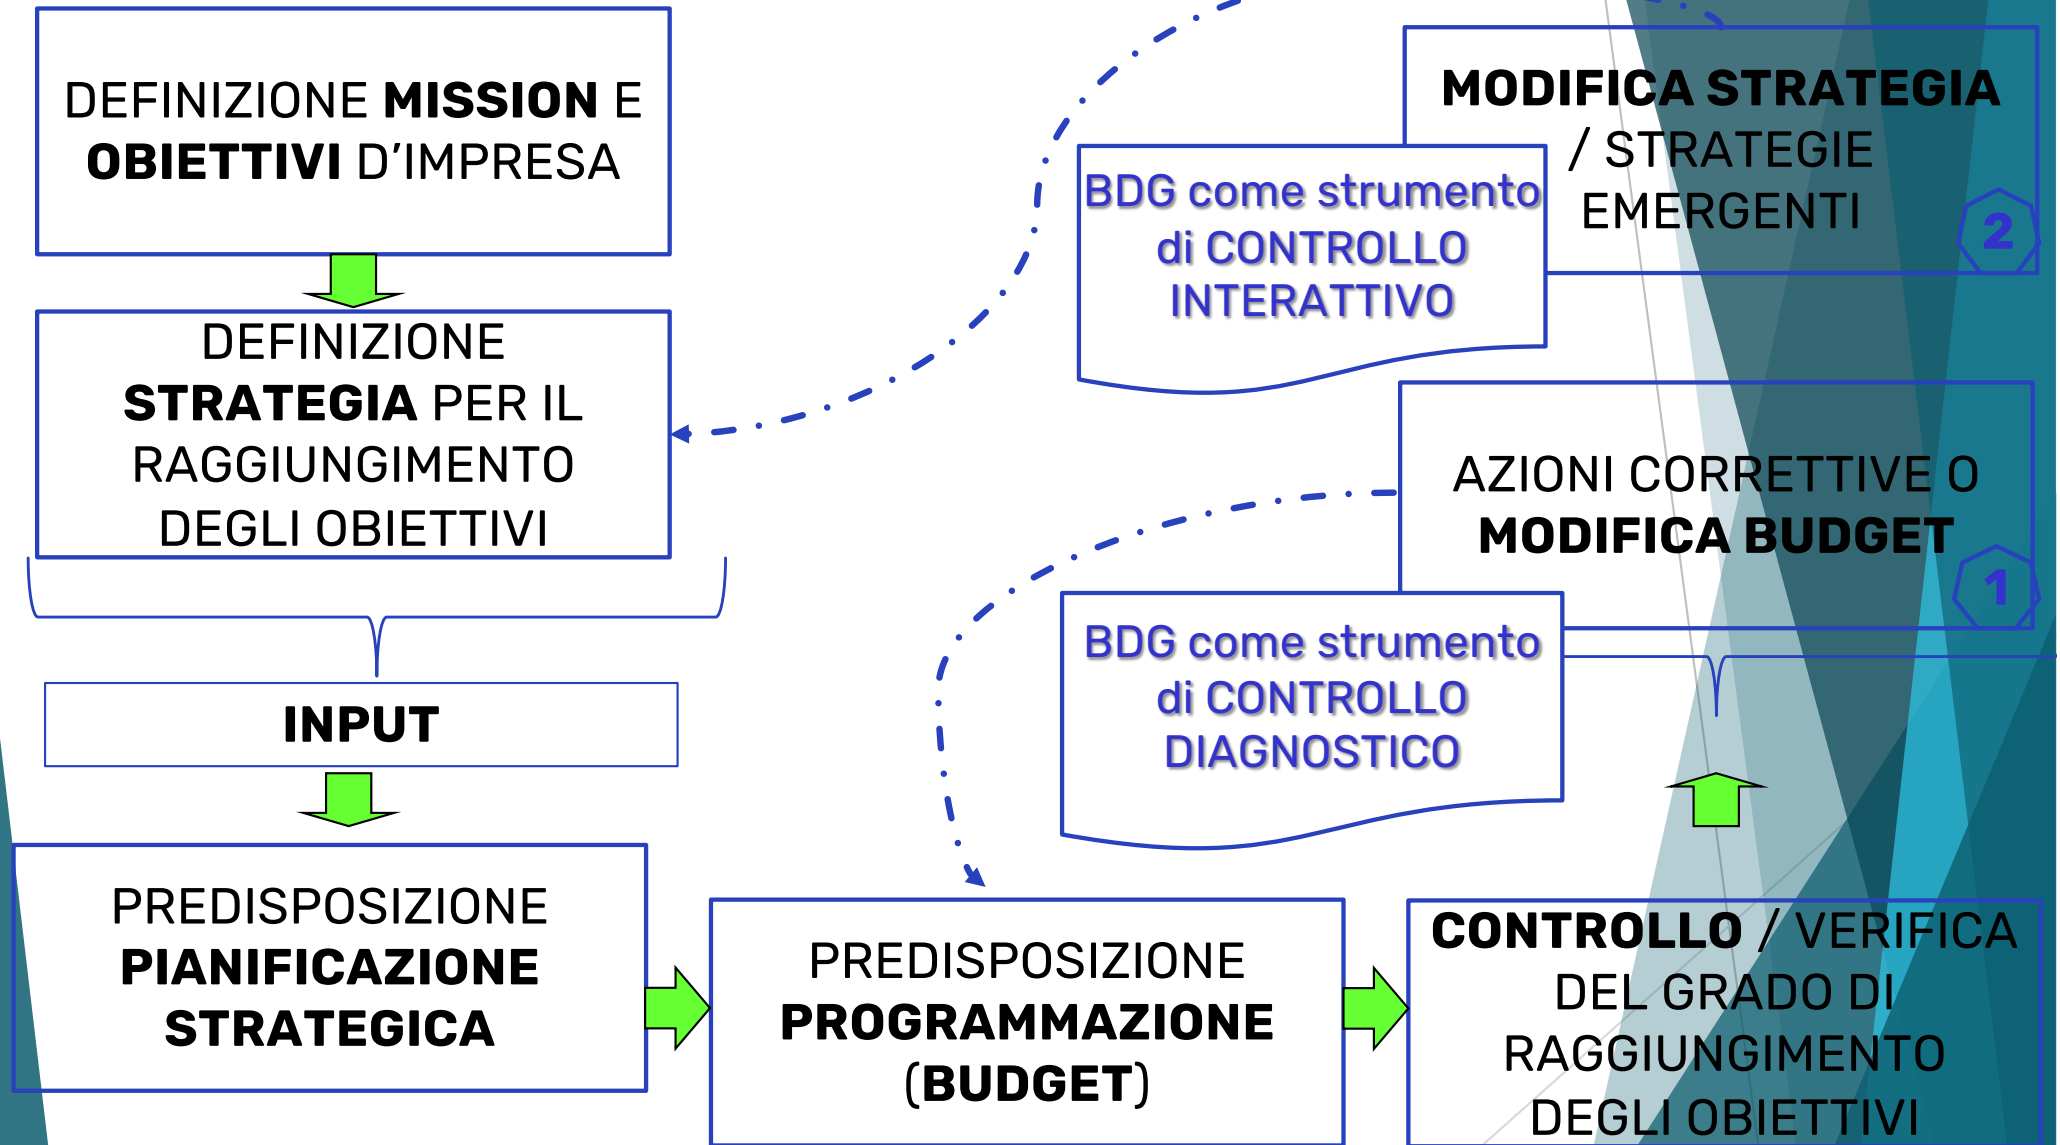 DEFINIZIONE MISSION E
OBIETTIVI D’IMPRESA
DEFINIZIONE
STRATEGIA PER IL
RAGGIUNGIMENTO
DEGLI OBIETTIVI
INPUT
PREDISPOSIZIONE
PIANIFICAZIONE
STRATEGICA
PREDISPOSIZIONE
PROGRAMMAZIONE
(BUDGET)
CONTROLLO / VERIFICA
DEL GRADO DI
RAGGIUNGIMENTO
DEGLI OBIETTIVI
AZIONI CORRETTIVE O
MODIFICA BUDGET
1
BDG come strumento
di CONTROLLO
DIAGNOSTICO
MODIFICA STRATEGIA
/ STRATEGIE
EMERGENTI
2
BDG come strumento
di CONTROLLO
INTERATTIVO